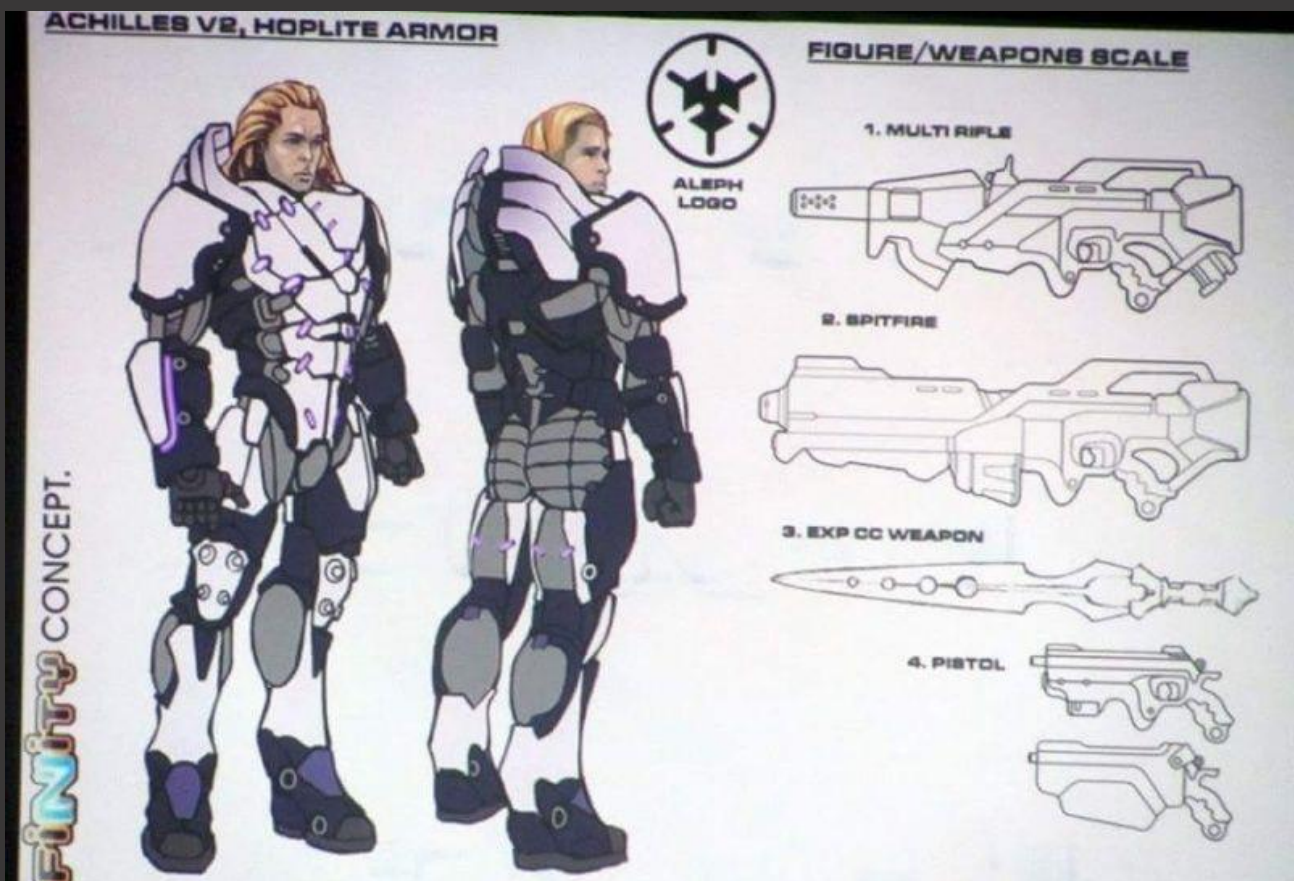 ACHILLES V2, HOPLITE ARMOR
FIGURE/WEAPONS SCALE
ALEPH
LOGO
1. MULTI RIFLE
2. SPITFIRE
3. EXP CC WEAPON
4. PISTOL
FiNiTy CONCEPT.